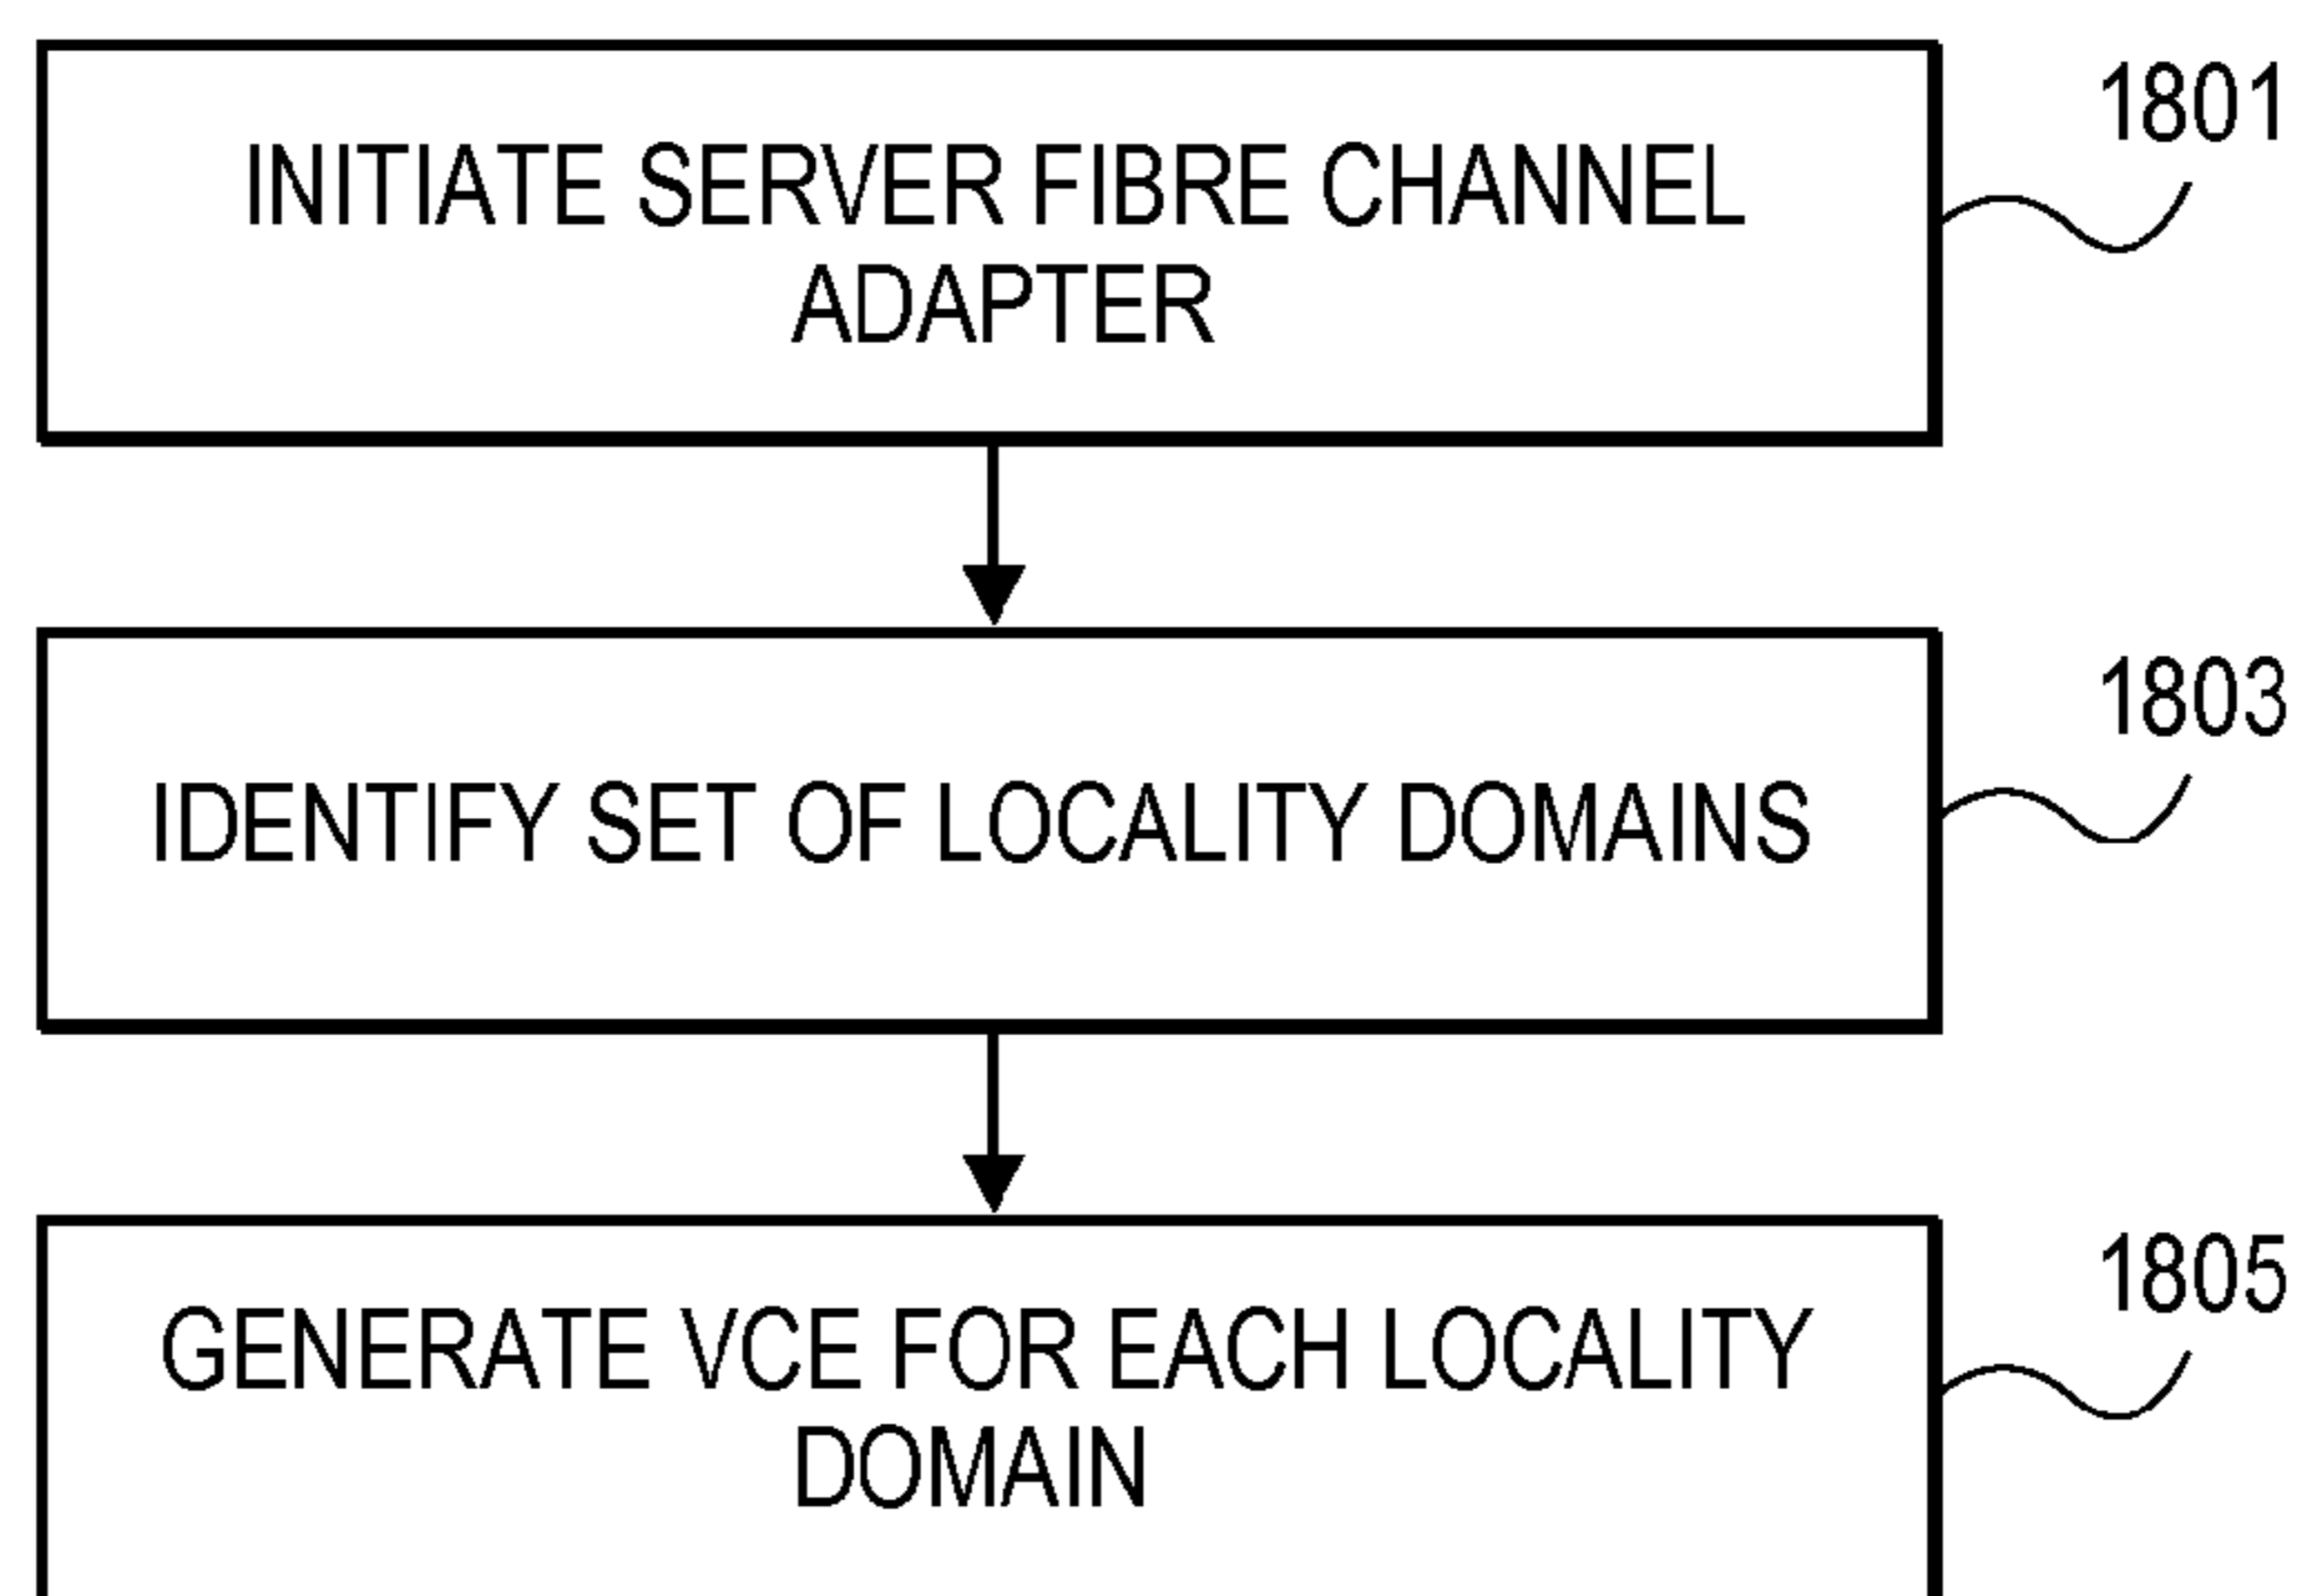 INITIATE SERVER FIBRE CHANNEL
ADAPTER
1801
IDENTIFY SET OF LOCALITY DOMAINS
1803
GENERATE VCE FOR EACH LOCALITY
DOMAIN
1805